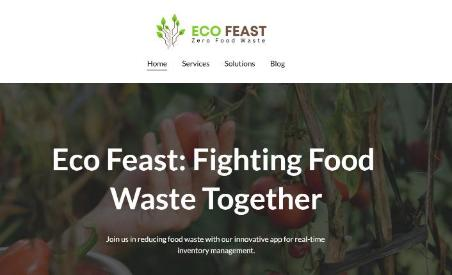 ECO FEAST
Zero Food Waste
Home Services Solutions Blog
Eco Feast: Fighting Food
Waste Together
Join us in reducing food waste with our innovative app for real-time
inventory management.